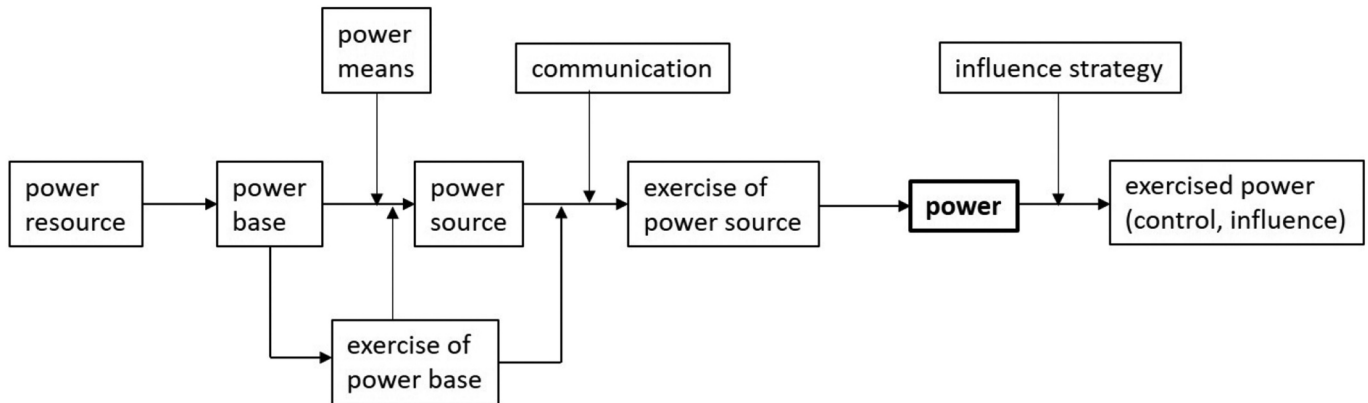 power
means
communication
influence strategy
power
resource
power
base
power
source
exercise of
power source
power
exercised power
(control, influence)
exercise of
power base